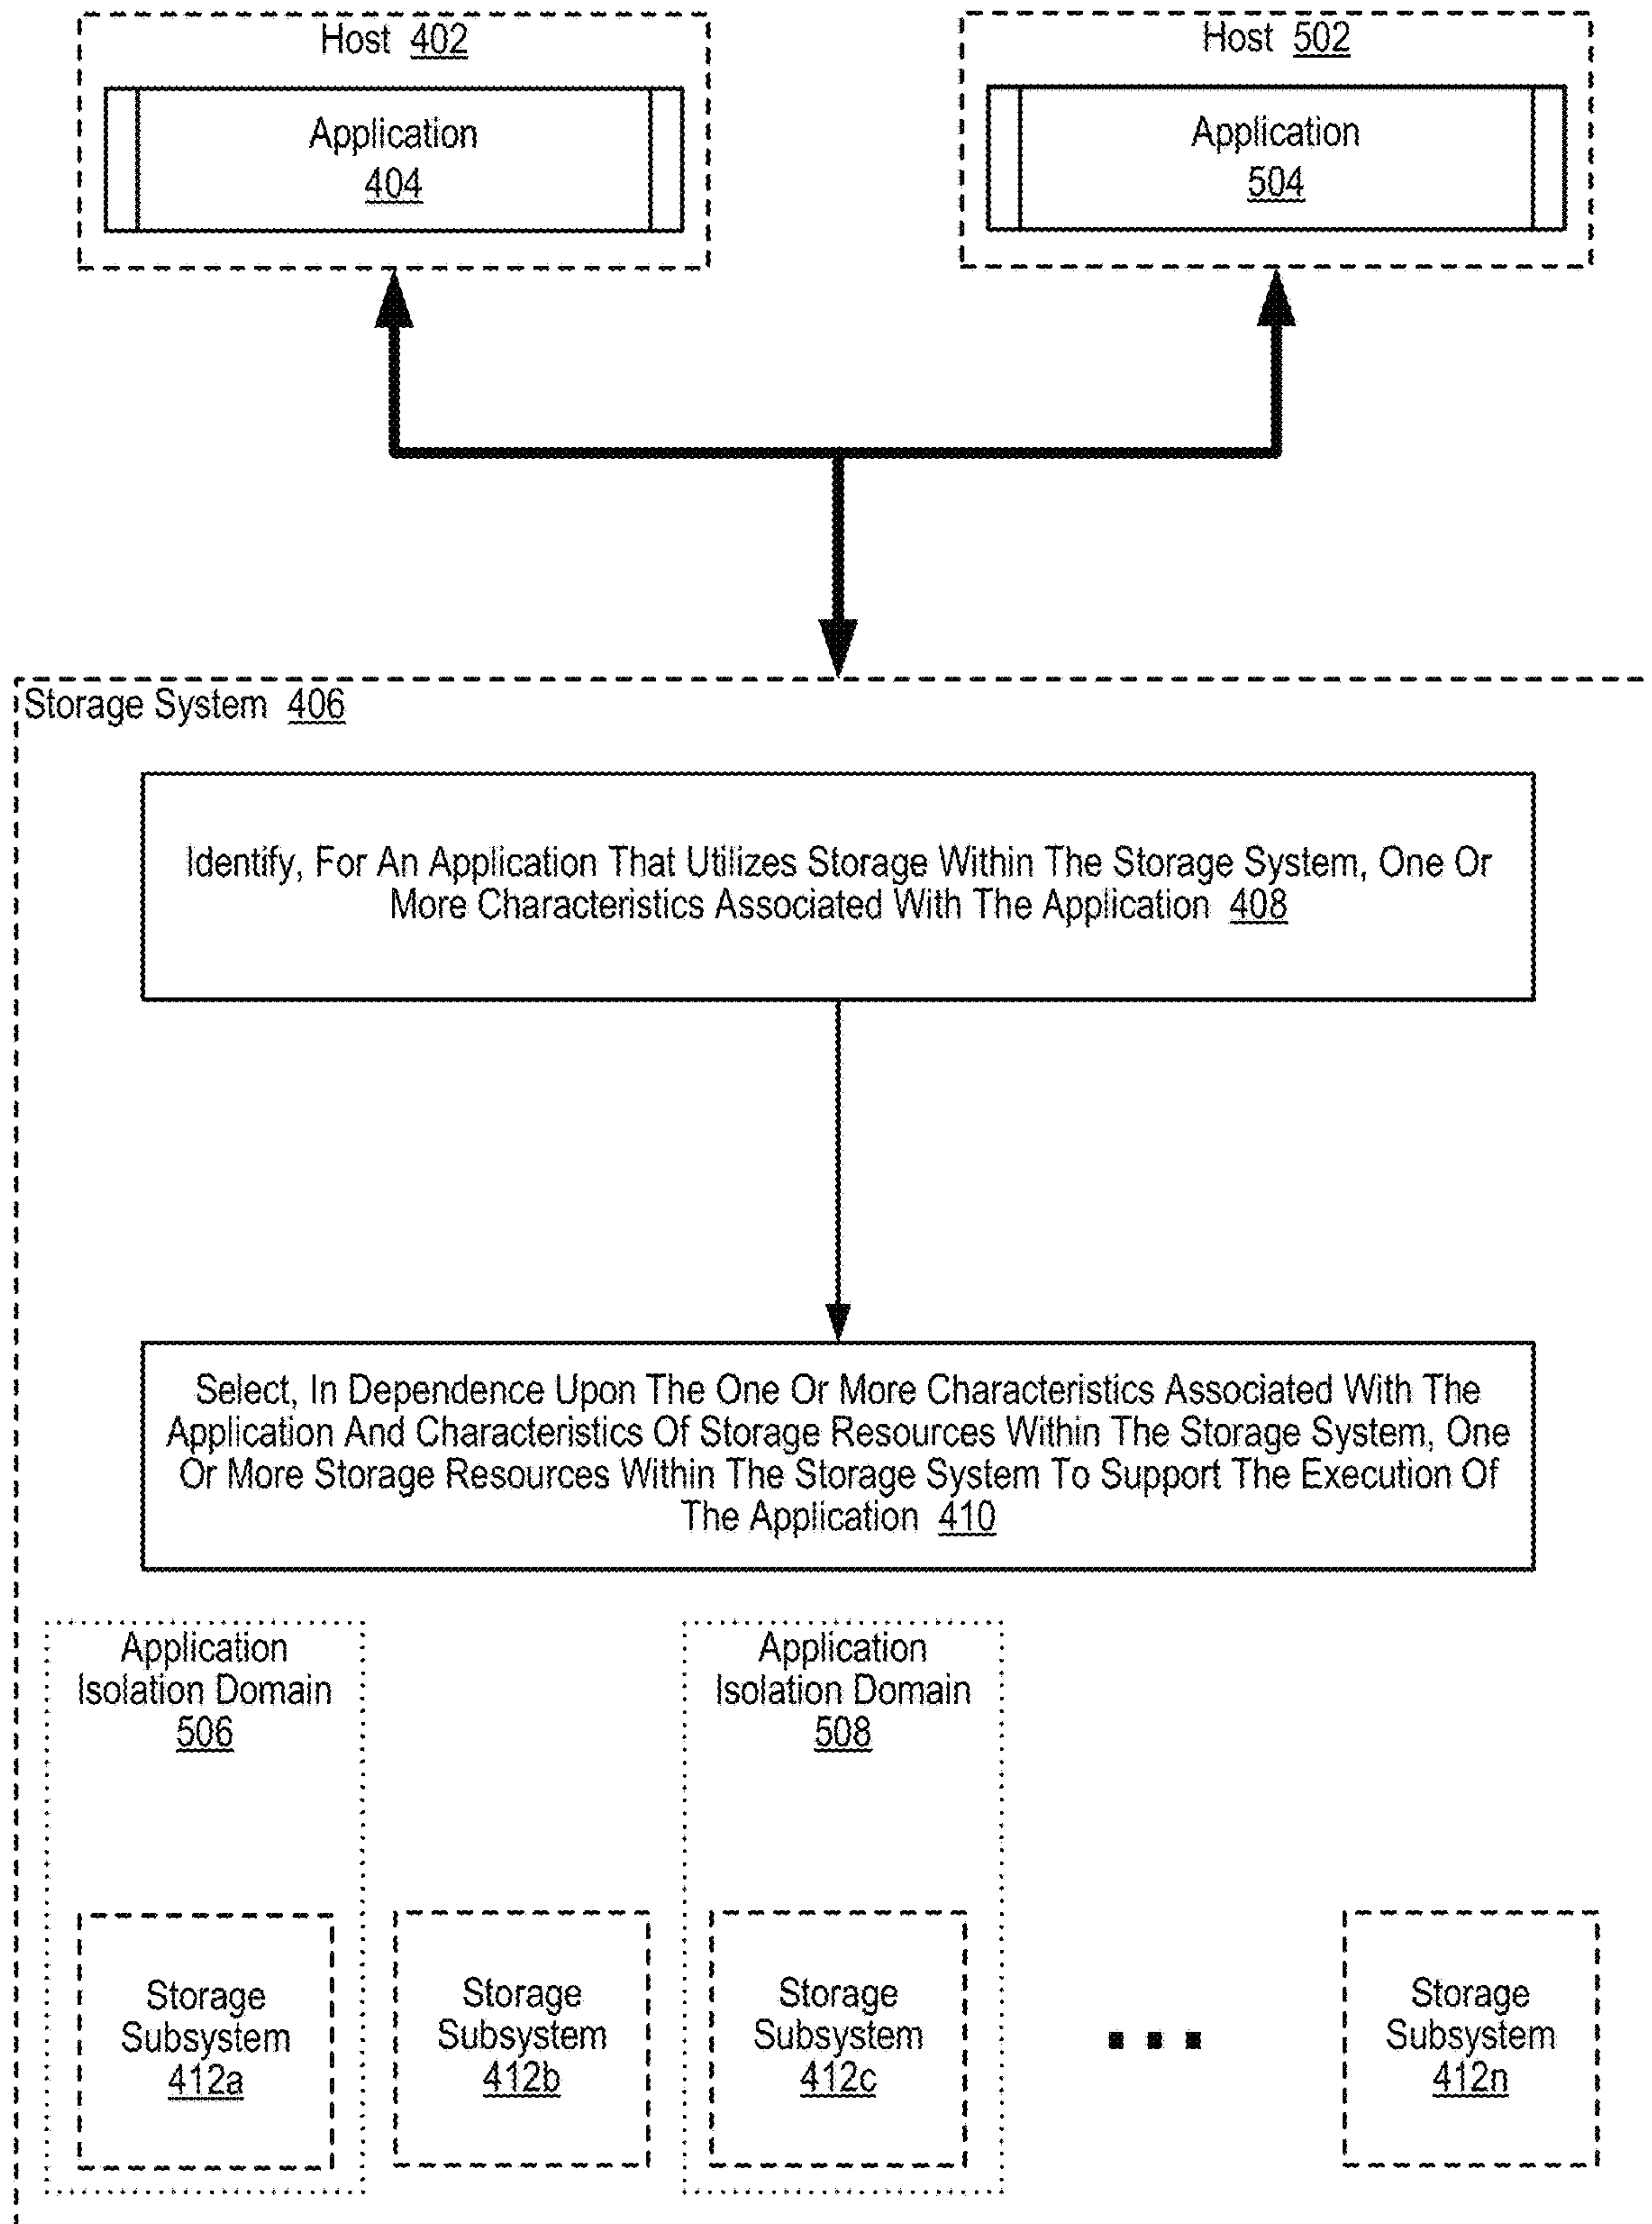 Host 402
Application
404
Host 502
Application
504
Storage System 406
Identify, For An Application That Utilizes Storage Within The Storage System, One Or
More Characteristics Associated With The Application 408
Select, In Dependence Upon The One Or More Characteristics Associated With The
Application And Characteristics Of Storage Resources Within The Storage System, One
Or More Storage Resources Within The Storage System To Support The Execution Of
The Application 410
Application
Isolation Domain
506
Application
Isolation Domain
508
Storage
Subsystem
412a
Storage
Subsystem
412b
Storage
Subsystem
412c
Storage
Subsystem
412n